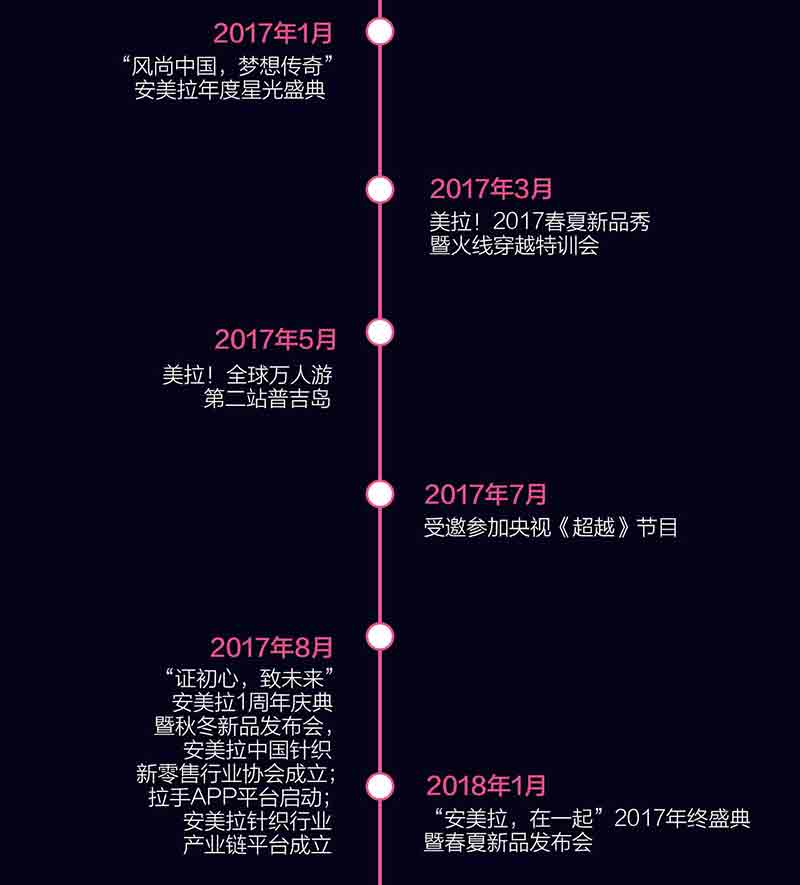 2017年1月
“风尚中国，梦想传奇”
安美拉年度星光盛典
2017年3月
美拉！2017春夏新品秀
暨火线穿越特训会
2017年5月
美拉！全球万人游
第二站普吉岛
2017年7月
受邀参加央视《超越》节目
2017年8月
“证初心，致未来”
安美拉1周年庆典
暨秋冬新品发布会，
安美拉中国针织
新零售行业协会成立；
拉手APP平台启动；
安美拉针织行业
产业链平台成立
2018年1月
“安美拉，在一起”2017年终盛典
暨春夏新品发布会